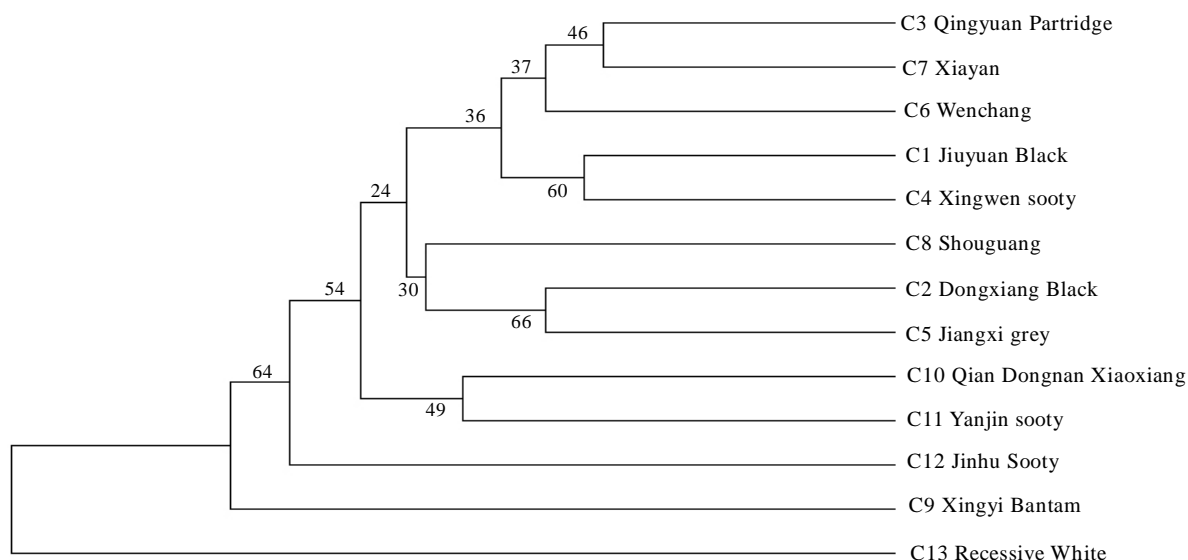 46
C3 Qingyuan Partridge
37
C7 Xiayan
C6 Wenchang
36
C1 Jiuyuan Black
60
C4 Xingwen sooty
24
C8 Shouguang
30
C2 Dongxiang Black
54
66
C5 Jiangxi grey
64
C10 Qian Dongnan Xiaoxiang
49
C11 Yanjin sooty
C12 Jinhu Sooty
C9 Xingyi Bantam
C13 Recessive White